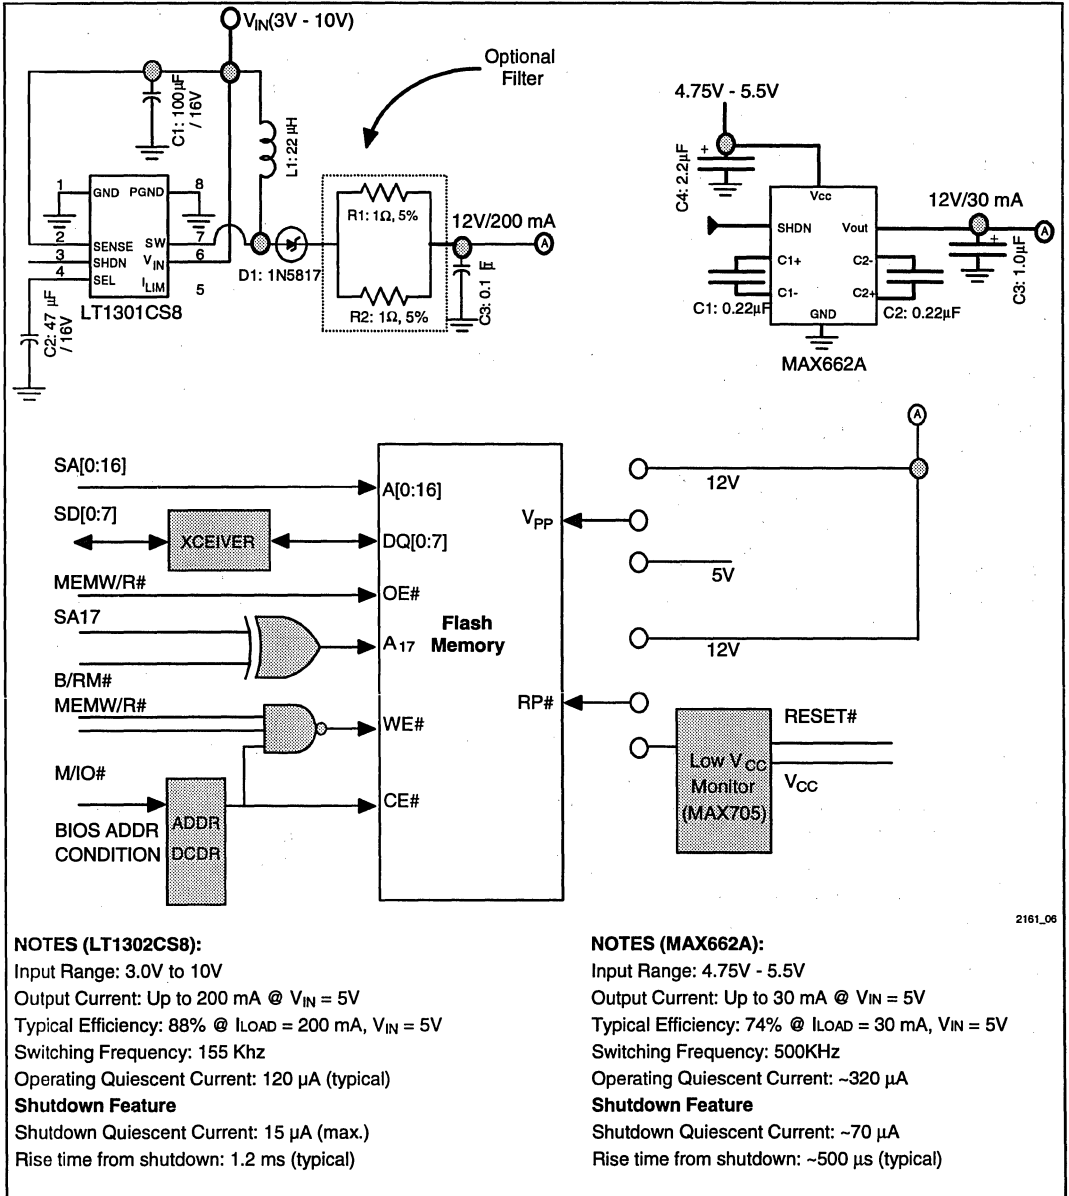 VIN(3V - 10V)
Optional
Filter
C1: 100µF
/ 16V
L1: 22 µH
1
GND
PGND
8
2
SENSE
SW
7
3
SHDN
VIN
6
4
SEL
ILIM
5
LT1301CS8
C2: 47 µF
/ 16V
D1: 1N5817
R1: 1Ω, 5%
R2: 1Ω, 5%
12V/200 mA
A
C3: 0.1 µ
4.75V - 5.5V
C4: 2.2µF
+
Vcc
SHDN
Vout
C1+
C2-
C1-
C2+
GND
C1: 0.22µF
C2: 0.22µF
MAX662A
12V/30 mA
A
+
C3: 1.0µF
SA[0:16]
A[0:16]
SD[0:7]
XCEIVER
DQ[0:7]
MEMW/R#
OE#
SA17
A17
B/RM#
MEMW/R#
WE#
M/IO#
CE#
BIOS ADDR
CONDITION
ADDR
DCDR
Flash
Memory
VPP
RP#
A
12V
5V
12V
RESET#
Low VCC
Monitor
(MAX705)
VCC
2161_06
NOTES (LT1302CS8):
Input Range: 3.0V to 10V
Output Current: Up to 200 mA @ VIN = 5V
Typical Efficiency: 88% @ ILOAD = 200 mA, VIN = 5V
Switching Frequency: 155 Khz
Operating Quiescent Current: 120 µA (typical)
Shutdown Feature
Shutdown Quiescent Current: 15 µA (max.)
Rise time from shutdown: 1.2 ms (typical)
NOTES (MAX662A):
Input Range: 4.75V - 5.5V
Output Current: Up to 30 mA @ VIN = 5V
Typical Efficiency: 74% @ ILOAD = 30 mA, VIN = 5V
Switching Frequency: 500KHz
Operating Quiescent Current: ~320 µA
Shutdown Feature
Shutdown Quiescent Current: ~70 µA
Rise time from shutdown: ~500 µs (typical)